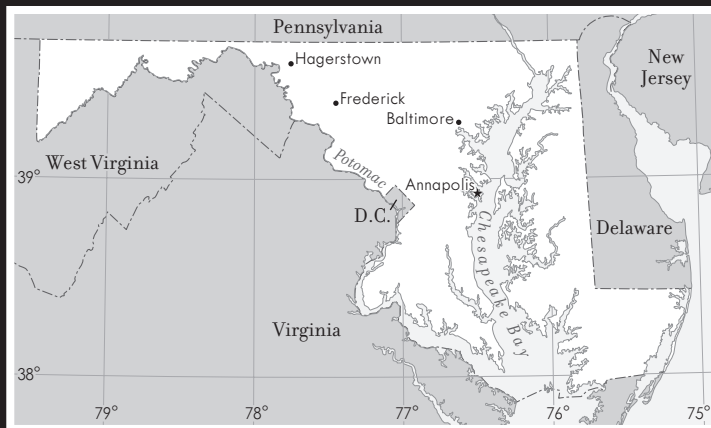 Pennsylvania
Hagerstown
New
Jersey
Frederick
Baltimore
West Virginia
Potomac
39°
Annapolis
D.C.
Chesapeake Bay
Delaware
Virginia
38°
79°
78°
77°
76°
75°